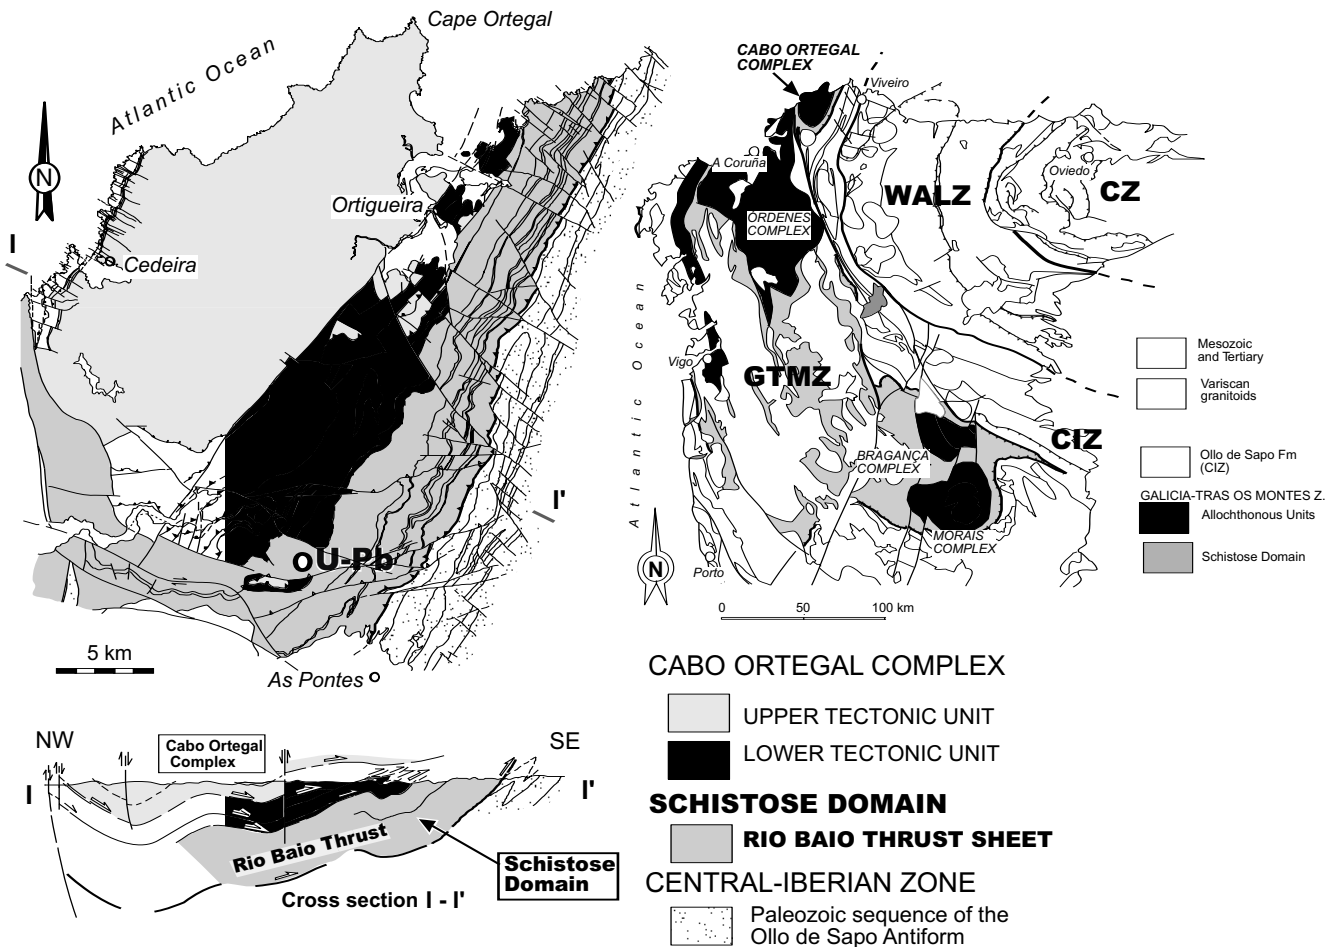 Cape Ortegal
Atlantic Ocean
N
Ortigueira
I
Cedeira
I'
U-Pb
5 km
As Pontes
CABO ORTEGAL
COMPLEX
Viveiro
A Coruña
Oviedo
WALZ
CZ
ÓRDENES
COMPLEX
Atlantic Ocean
Vigo
GTMZ
CIZ
BRAGANÇA
COMPLEX
MORAIS
COMPLEX
Porto
N
0 50 100 km
Mesozoic
and Tertiary
Variscan
granitoids
Ollo de Sapo Fm
(CIZ)
GALICIA-TRAS OS MONTES Z.
Allochthonous Units
Schistose Domain
NW
SE
Cabo Ortegal
Complex
I
I'
Rio Baio Thrust
Schistose
Domain
Cross section I - I'
CABO ORTEGAL COMPLEX
UPPER TECTONIC UNIT
LOWER TECTONIC UNIT
SCHISTOSE DOMAIN
RIO BAIO THRUST SHEET
CENTRAL-IBERIAN ZONE
Paleozoic sequence of the
Ollo de Sapo Antiform